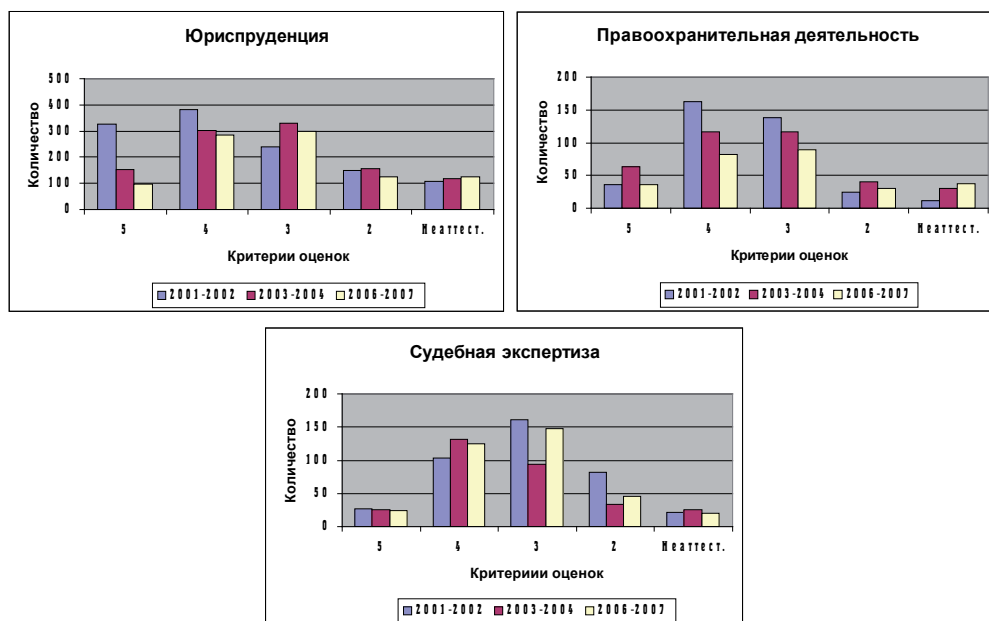 Юриспруденция
Количество
500
400
300
200
100
0
5 4 3 2 Неаттест.
Критерии оценок
2001-2002 2003-2004 2006-2007
Правоохранительная деятельность
Количество
200
150
100
50
0
5 4 3 2 Неаттест.
Критерии оценок
2001-2002 2003-2004 2006-2007
Судебная экспертиза
Количество
200
150
100
50
0
5 4 3 2 Неаттест.
Критериии оценок
2001-2002 2003-2004 2006-2007